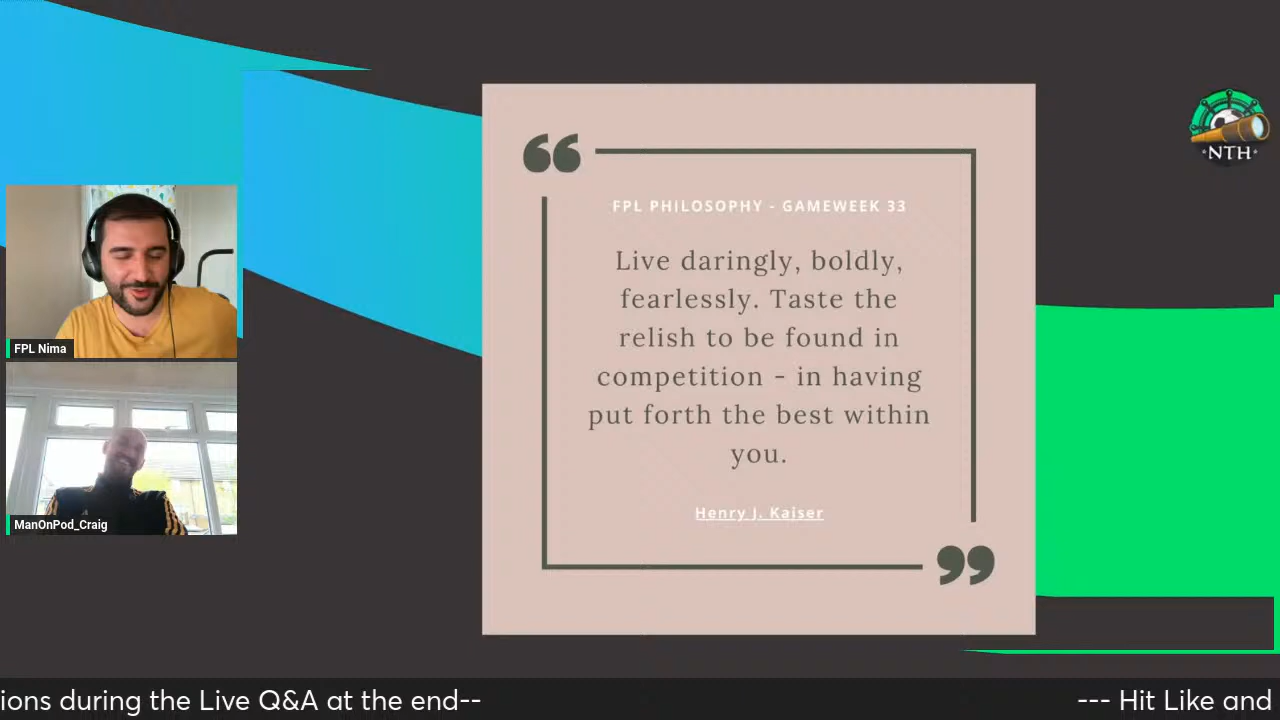 FPL PHILOSOPHY - GAMEWEEK 33
Live daringly, boldly,
fearlessly. Taste the
relish to be found in
competition - in having
put forth the best within
you.
Henry J. Kaiser
NTH
FPL Nima
ManOnPod_Craig
ions during the Live Q&A at the end--
--- Hit Like and